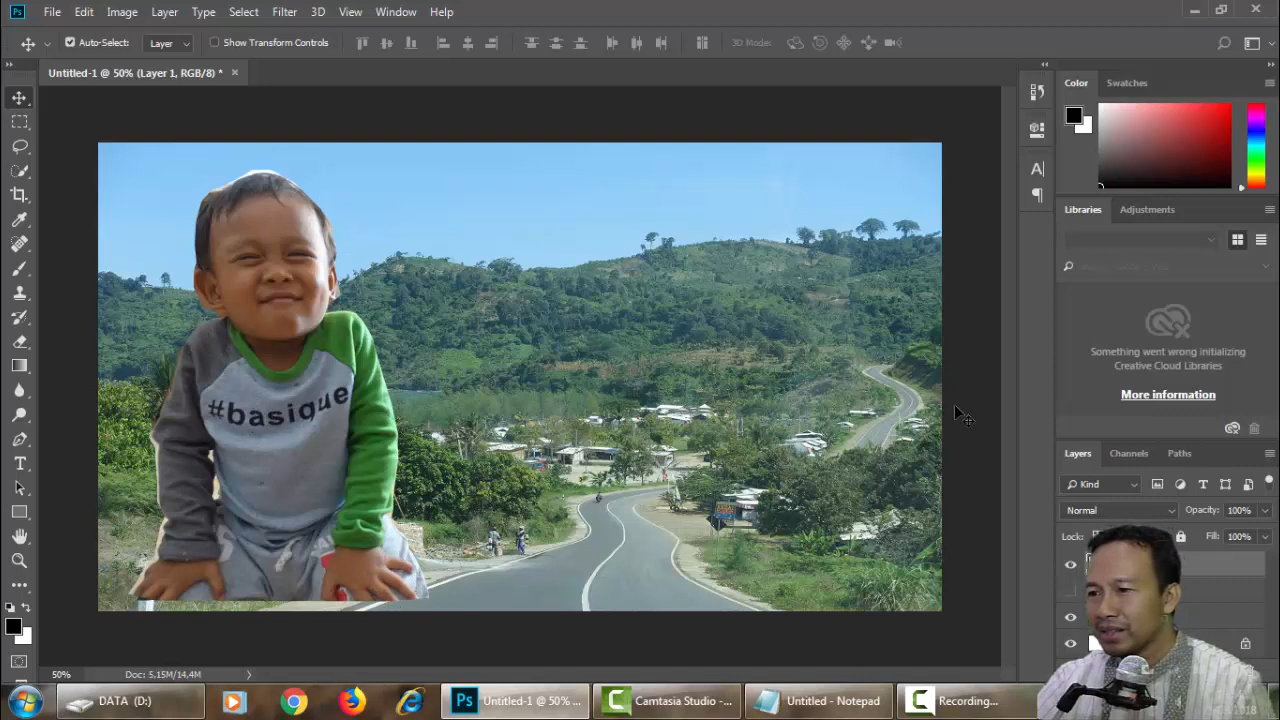 Ps File Edit Image Layer Type Select Filter 3D View Window Help
Auto-Select: Layer Show Transform Controls 3D Mode:
Untitled-1 @ 50% (Layer 1, RGB/8) * ×
Color Swatches
Libraries Adjustments
Something went wrong initializing
Creative Cloud Libraries
More information
#basique
Layers Channels Paths
Kind
Normal Opacity: 100%
Lock: Fill: 100%
50% Doc: 5,15M/14,4M
DATA (D:) Ps Untitled-1 @ 50% ... Camtasia Studio -... Untitled - Notepad Recording...